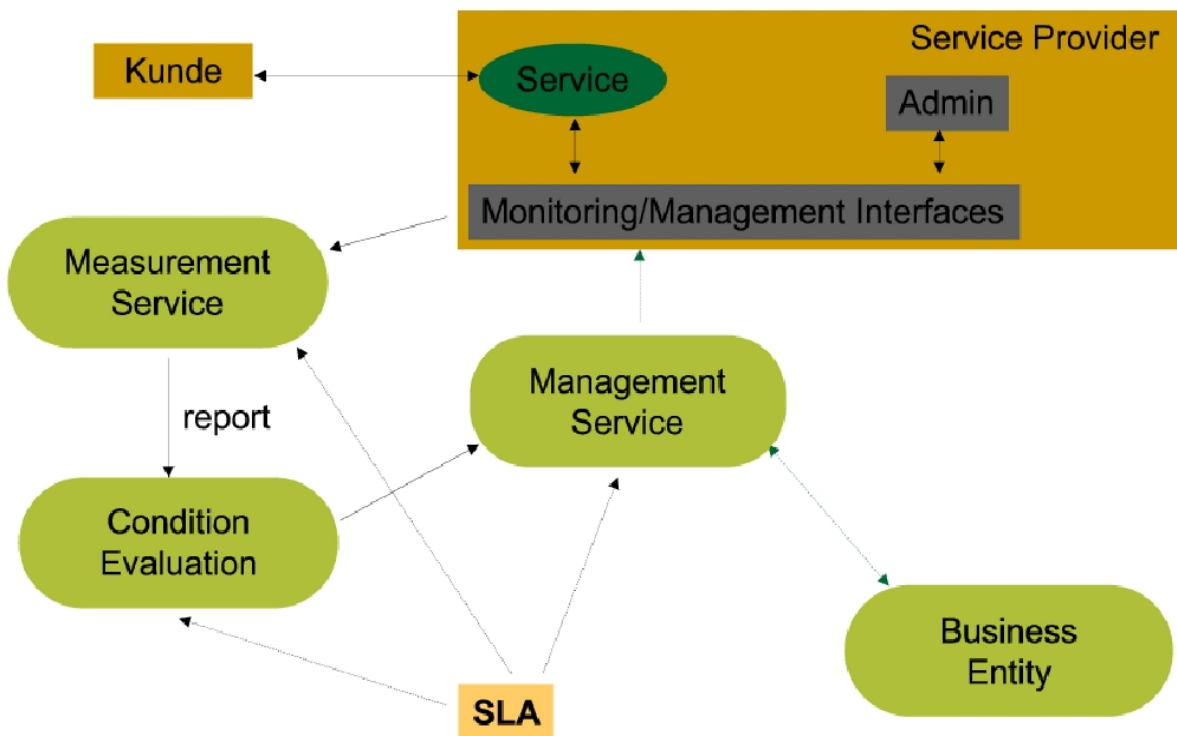 Service Provider
Kunde
Service
Admin
Monitoring/Management Interfaces
Measurement
Service
Management
Service
report
Condition
Evaluation
Business
Entity
SLA